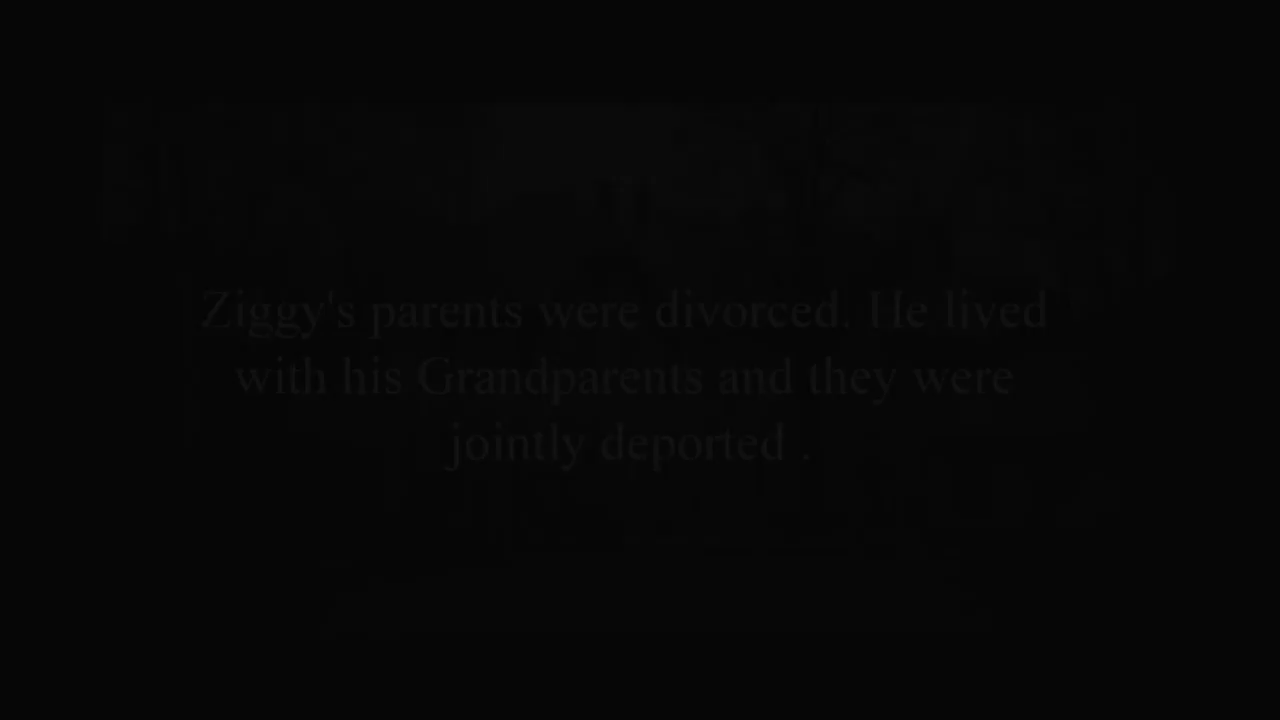 Ziggy's parents were divorced. He lived
with his Grandparents and they were
jointly deported .